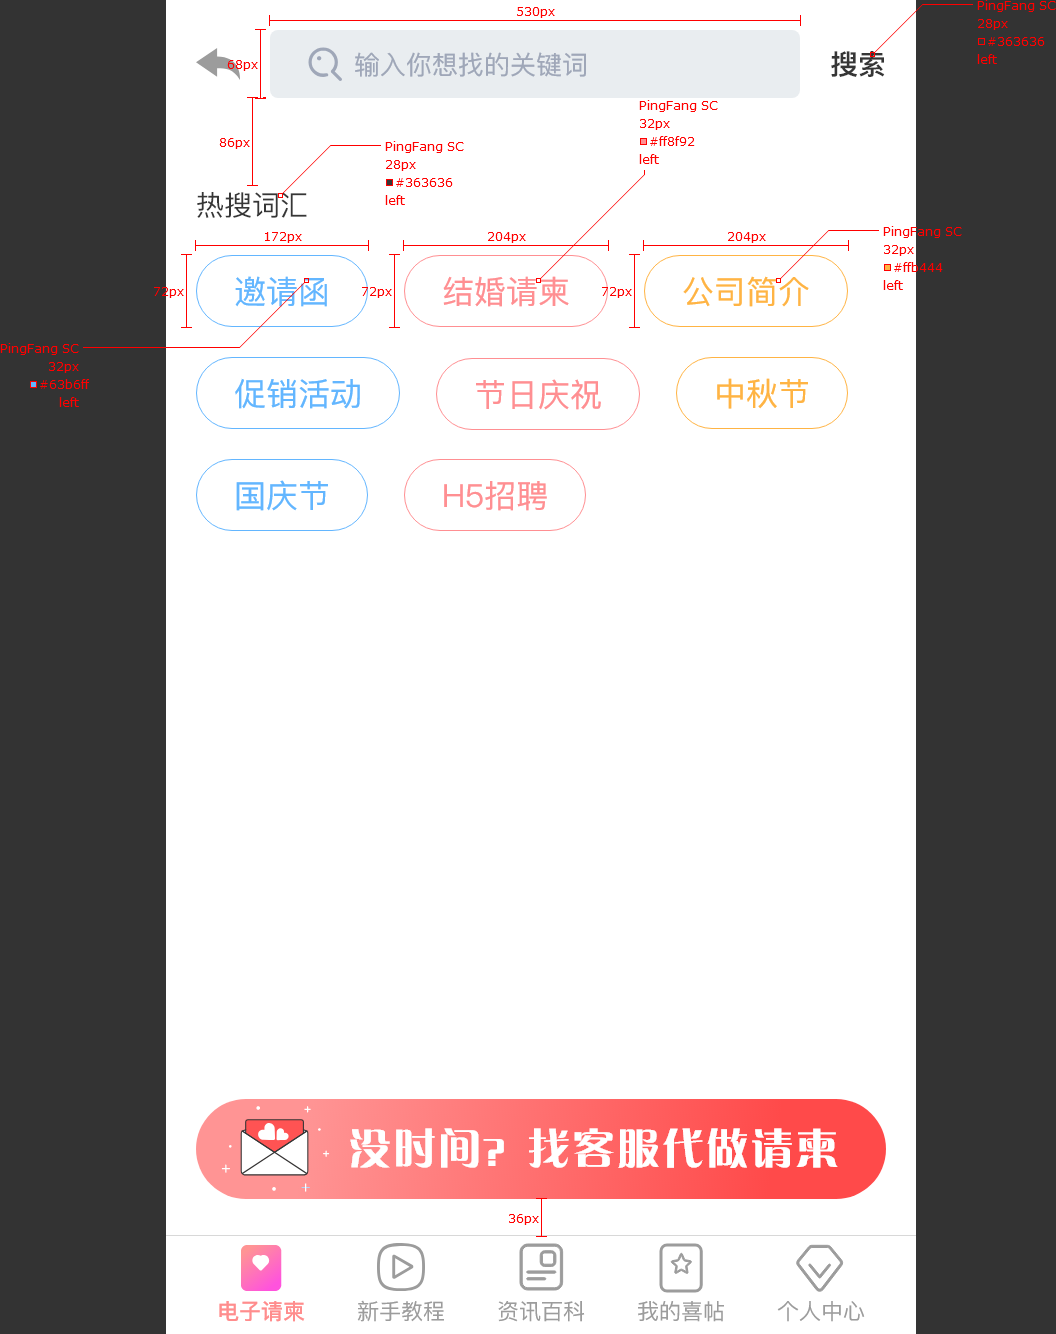 530px
PingFang SC
28px
#363636
left
68px
输入你想找的关键词
搜索
86px
PingFang SC
28px
#363636
left
PingFang SC
32px
#ff8f92
left
热搜词汇
172px
204px
204px
PingFang SC
32px
#ffb444
left
72px
邀请函
72px
结婚请柬
72px
公司简介
PingFang SC
32px
#63b6ff
left
促销活动
节日庆祝
中秋节
国庆节
H5招聘
没时间? 找客服代做请柬
36px
电子请柬
新手教程
资讯百科
我的喜帖
个人中心